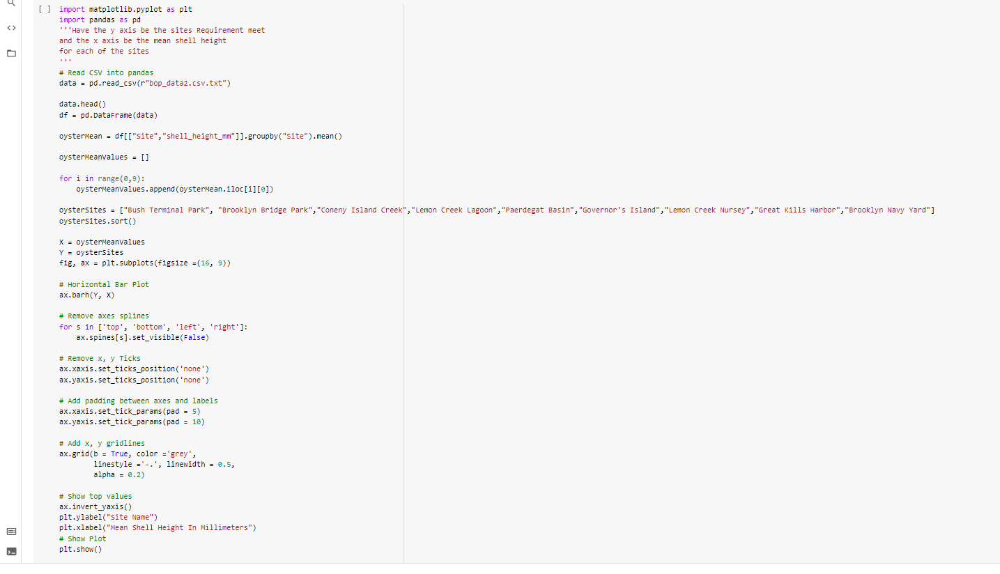 [ ] import matplotlib.pyplot as plt
import pandas as pd
'''Have the y axis be the sites Requirement meet
and the x axis be the mean shell height
for each of the sites
'''
# Read CSV into pandas
data = pd.read_csv(r"bop_data2.csv.txt")
data.head()
df = pd.DataFrame(data)
oysterMean = df[["Site","shell_height_mm"]].groupby("Site").mean()
oysterMeanValues = []
for i in range(0,9):
    oysterMeanValues.append(oysterMean.iloc[i][0])
oysterSites = ["Bush Terminal Park", "Brooklyn Bridge Park","Coneny Island Creek","Lemon Creek Lagoon","Paerdegat Basin","Governor's Island","Lemon Creek Nursey","Great Kills Harbor","Brooklyn Navy Yard"]
oysterSites.sort()
X = oysterMeanValues
Y = oysterSites
fig, ax = plt.subplots(figsize =(16, 9))
# Horizontal Bar Plot
ax.barh(Y, X)
# Remove axes splines
for s in ['top', 'bottom', 'left', 'right']:
    ax.spines[s].set_visible(False)
# Remove x, y Ticks
ax.xaxis.set_ticks_position('none')
ax.yaxis.set_ticks_position('none')
# Add padding between axes and labels
ax.xaxis.set_tick_params(pad = 5)
ax.yaxis.set_tick_params(pad = 10)
# Add x, y gridlines
ax.grid(b = True, color ='grey',
        linestyle ='-.', linewidth = 0.5,
        alpha = 0.2)
# Show top values
ax.invert_yaxis()
plt.ylabel("Site Name")
plt.xlabel("Mean Shell Height In Millimeters")
# Show Plot
plt.show()